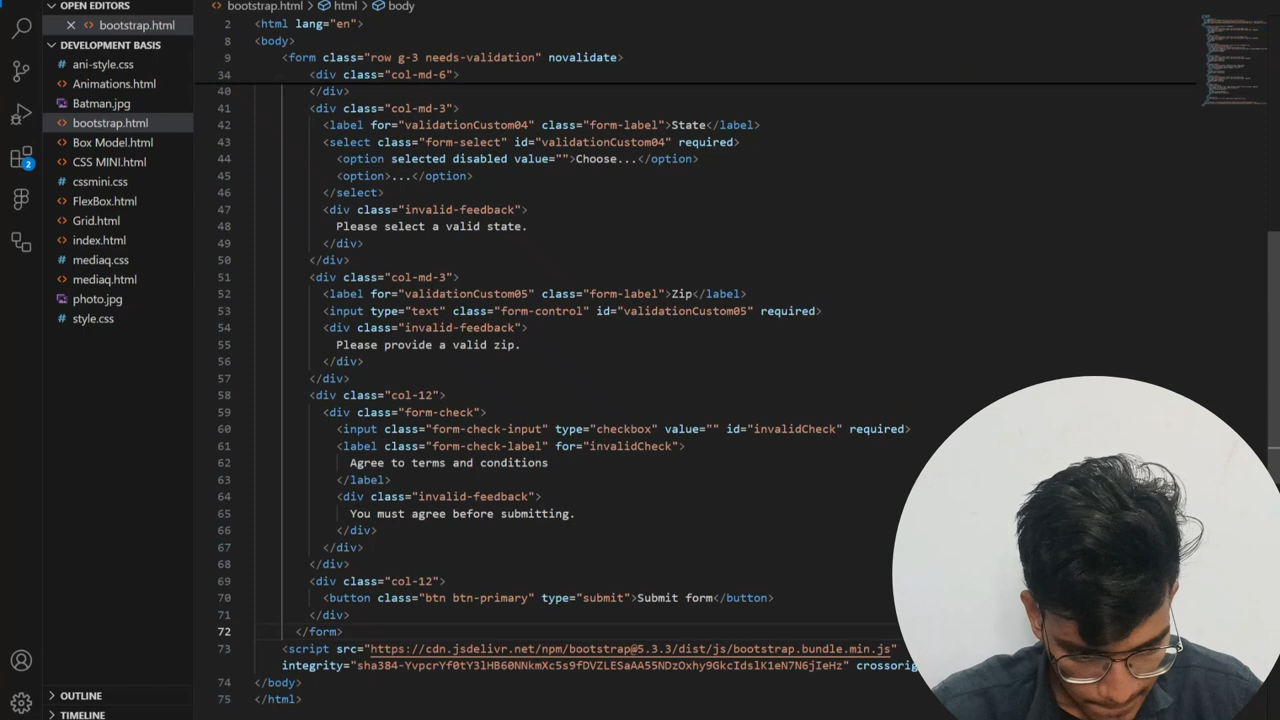 OPEN EDITORS
bootstrap.html
DEVELOPMENT BASIS
ani-style.css
Animations.html
Batman.jpg
bootstrap.html
Box Model.html
CSS MINI.html
cssmini.css
FlexBox.html
Grid.html
index.html
mediaq.css
mediaq.html
photo.jpg
style.css
OUTLINE
TIMELINE
2
bootstrap.html > html > body
2 <html lang="en">
8 <body>
9 <form class="row g-3 needs-validation" novalidate>
34 <div class="col-md-6">
40 </div>
41 <div class="col-md-3">
42 <label for="validationCustom04" class="form-label">State</label>
43 <select class="form-select" id="validationCustom04" required>
44 <option selected disabled value="">Choose...</option>
45 <option>...</option>
46 </select>
47 <div class="invalid-feedback">
48 Please select a valid state.
49 </div>
50 </div>
51 <div class="col-md-3">
52 <label for="validationCustom05" class="form-label">Zip</label>
53 <input type="text" class="form-control" id="validationCustom05" required>
54 <div class="invalid-feedback">
55 Please provide a valid zip.
56 </div>
57 </div>
58 <div class="col-12">
59 <div class="form-check">
60 <input class="form-check-input" type="checkbox" value="" id="invalidCheck" required>
61 <label class="form-check-label" for="invalidCheck">
62 Agree to terms and conditions
63 </label>
64 <div class="invalid-feedback">
65 You must agree before submitting.
66 </div>
67 </div>
68 </div>
69 <div class="col-12">
70 <button class="btn btn-primary" type="submit">Submit form</button>
71 </div>
72 </form>
73 <script src="https://cdn.jsdelivr.net/npm/bootstrap@5.3.3/dist/js/bootstrap.bundle.min.js"
integrity="sha384-YvpcrYf0tY3lHB60NNkmXc5s9fDVZLESaAA55NDzOxhy9GkcIdslK1eN7N6jIeHz" crossorig
74 </body>
75 </html>